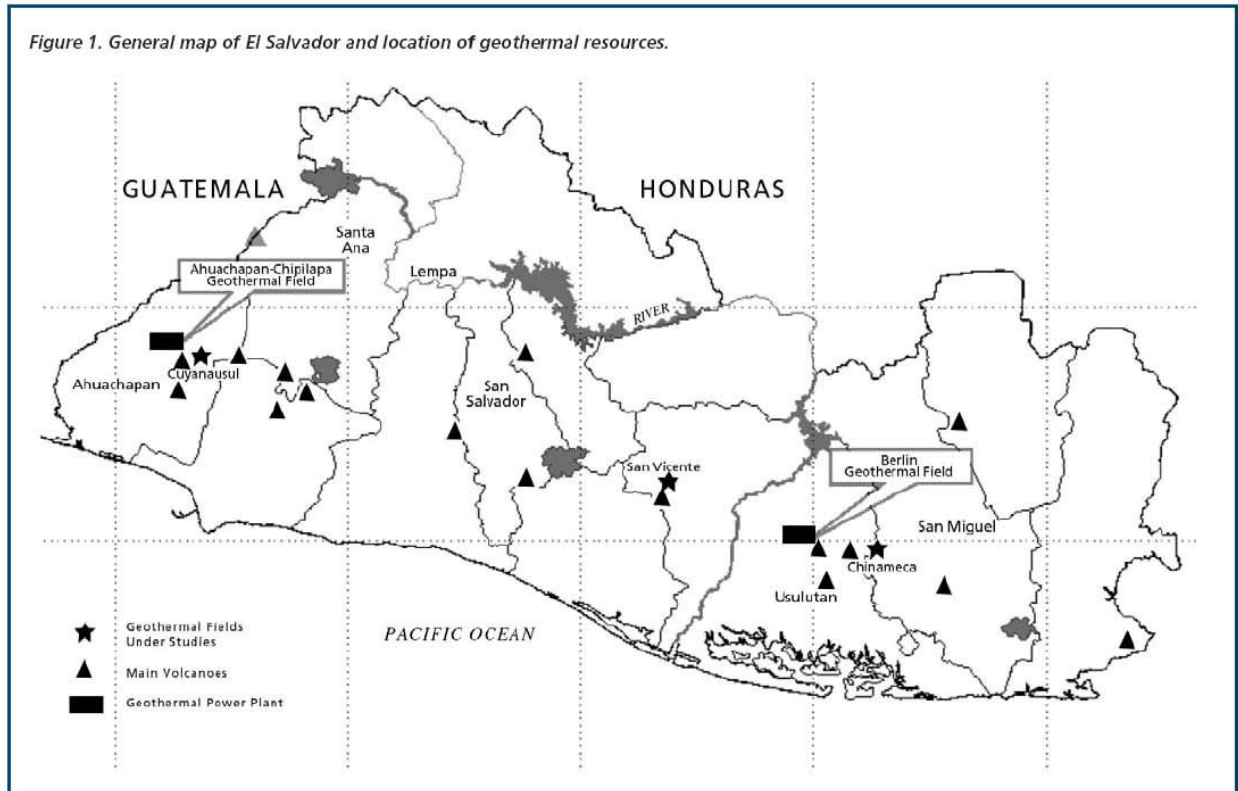 Figure 1. General map of El Salvador and location of geothermal resources.
GUATEMALA
HONDURAS
Santa
Ana
Ahuachapan-Chipilapa
Geothermal Field
Lempa
RIVER
Cuyanausul
Ahuachapan
San
Salvador
San Vicente
Berlin
Geothermal Field
San Miguel
Chinameca
Usulutan
PACIFIC OCEAN
Geothermal Fields
Under Studies
Main Volcanoes
Geothermal Power Plant